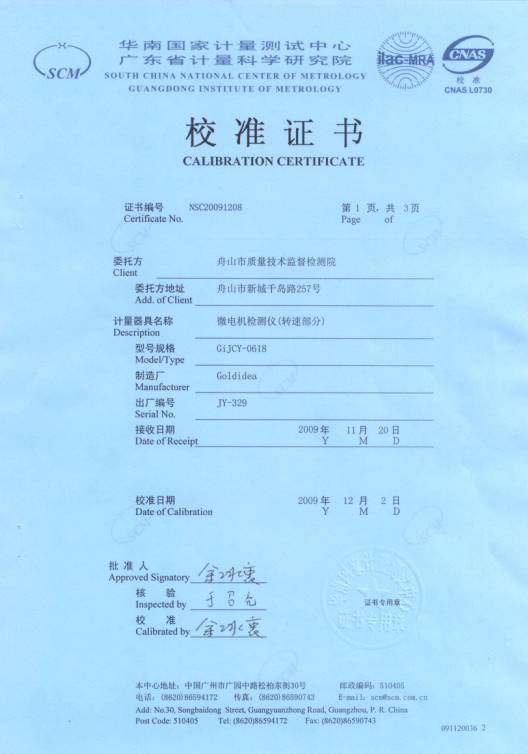 SCM
华南国家计量测试中心
广东省计量科学研究院
SOUTH CHINA NATIONAL CENTER OF METROLOGY
GUANGDONG INSTITUTE OF METROLOGY
ilac-MRA
CNAS
校 准
CNAS L0730
校 准 证 书
CALIBRATION CERTIFICATE
证书编号 NSC20091208 第 1 页, 共 3页
Certificate No. Page of
委托方 舟山市质量技术监督检测院
Client
委托方地址 舟山市新城千岛路257号
Add. of Client
计量器具名称 微电机检测仪(转速部分)
Description
型号规格 GiJCY-0618
Model/Type
制造厂 Goldidea
Manufacturer
出厂编号 JY-329
Serial No.
接收日期 2009 年 11 月 20 日
Date of Receipt Y M D
校准日期 2009 年 12 月 2 日
Date of Calibration Y M D
批 准 人
Approved Signatory
核 验
Inspected by
校 准
Calibrated by
证书专用章
本中心地址: 中国广州市广园中路松柏东街30号 邮政编码: 510405
电话: (8620)86594172 传真: (8620)86590743 E-mail: scm@scm.com.cn
Add: No.30, Songbaidong Street, Guangyuanzhong Road, Guangzhou, P. R. China
Post Code: 510405 Tel: (8620)86594172 Fax: (8620)86590743
091120036 2